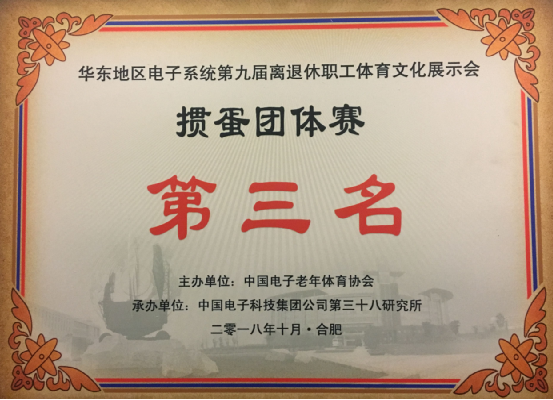 华东地区电子系统第九届离退休职工体育文化展示会
掼蛋团体赛
第三名
主办单位：中国电子老年体育协会
承办单位：中国电子科技集团公司第三十八研究所
二零一八年十月·合肥